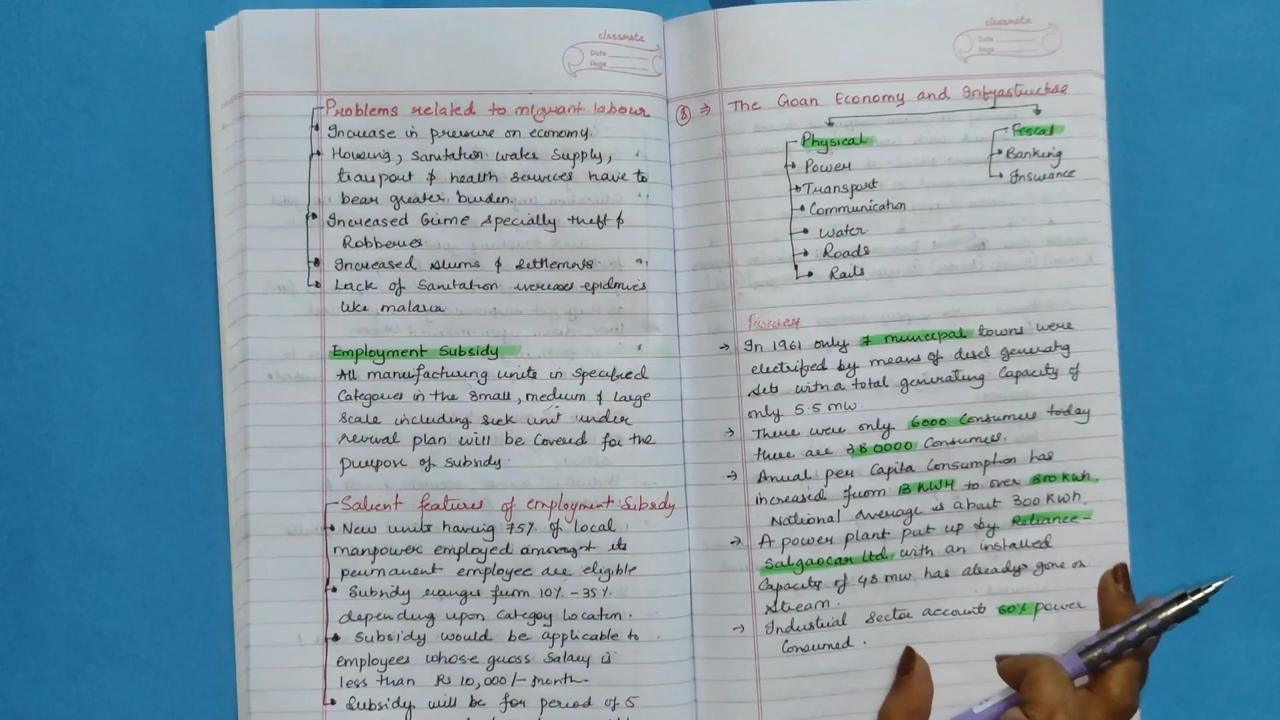 classmate
Date
Page
Problems related to migrant labour
Increase in pressure on economy.
Housing, sanitation water supply,
transport & health services have to
bear greater burden.
Increased Crime specially theft &
Robberies
Increased slums & settlements
Lack of Sanitation increases epidmics
like malaria
Employment Subsidy
All manufacturing units in specified
Categories in the small, medium & large
scale including sick unit under
revival plan will be covered for the
purpose of subsidy.
Salient features of employment Subsidy
New units having 75% of local
manpower employed amongst its
permanent employee are eligible
Subsidy ranges from 10% - 35%
depending upon category location.
Subsidy would be applicable to
employees whose gross salary is
less than Rs 10,000/- month.
Subsidy will be for period of 5
classmate
Date
Page
8 ⇒ The Goan Economy and Infrastructure
Physical
Power
Transport
Communication
Water
Roads
Rails
Fiscal
Banking
Insurance
→ In 1961 only 7 municipal towns were
electrified by means of disel generatg
sets with a total generating Capacity of
only 5.5 mw.
→ There were only 6000 Consumers today
there are 380000 Consumers.
→ Anual per Capita Consumption has
increased from 13 KWH to over 800 KWh.
National average is about 300 KWh.
→ A power plant put up by Reliance-
Salgaocar Ltd. with an installed
Capacity of 48 mw has already gone on
stream.
→ Industrial Sector account 60% power
Consumed.